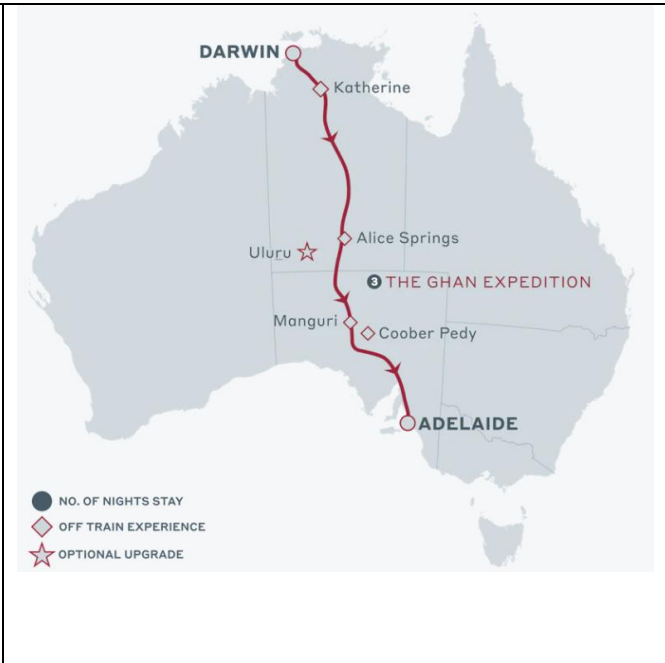 DARWIN
Katherine
Alice Springs
Uluru
3 THE GHAN EXPEDITION
Manguri
Coober Pedy
ADELAIDE
NO. OF NIGHTS STAY
OFF TRAIN EXPERIENCE
OPTIONAL UPGRADE